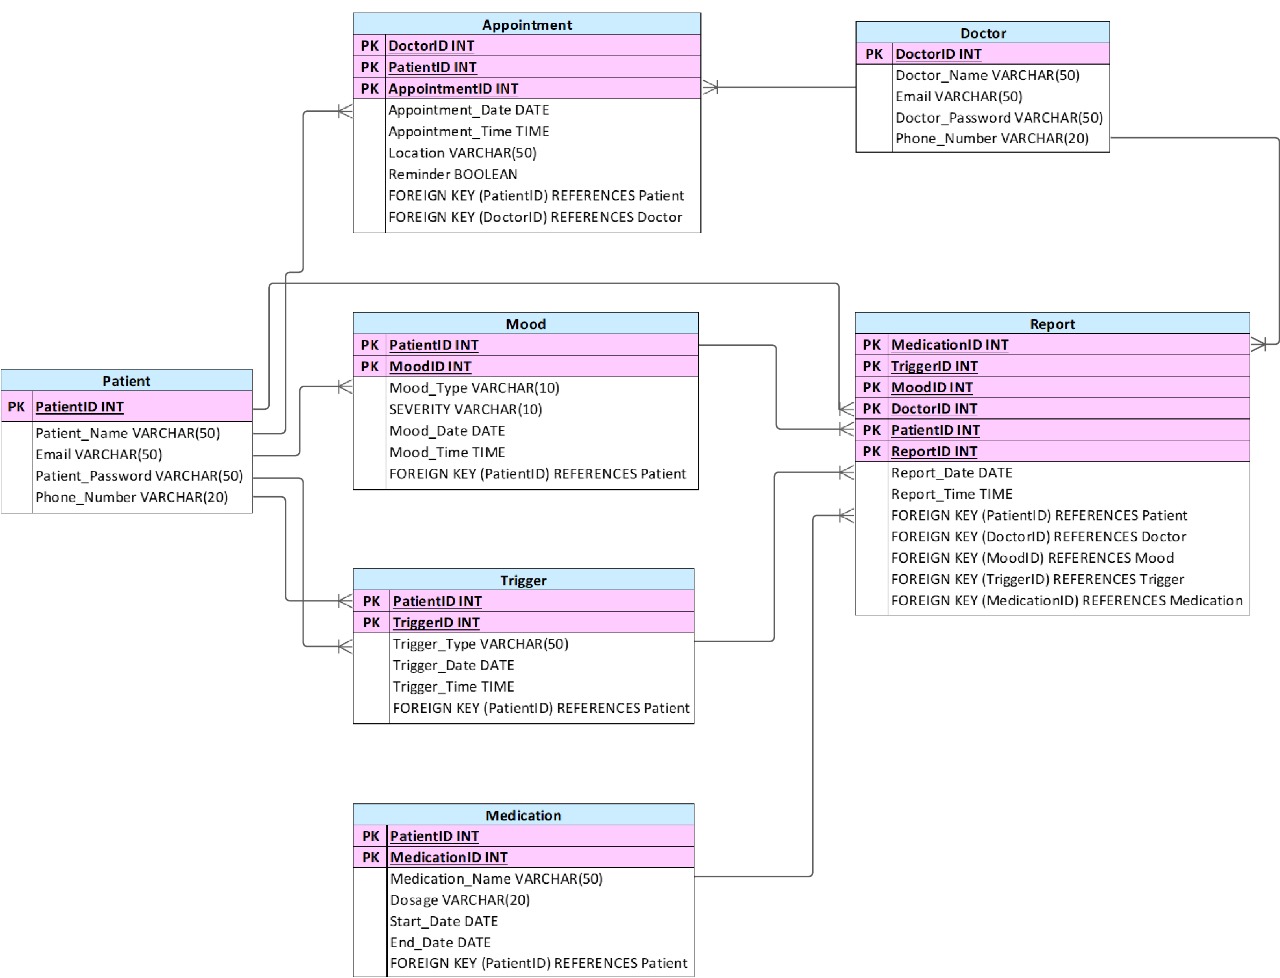 Appointment
PK DoctorID INT
PK PatientID INT
PK AppointmentID INT
Appointment_Date DATE
Appointment_Time TIME
Location VARCHAR(50)
Reminder BOOLEAN
FOREIGN KEY (PatientID) REFERENCES Patient
FOREIGN KEY (DoctorID) REFERENCES Doctor
Doctor
PK DoctorID INT
Doctor_Name VARCHAR(50)
Email VARCHAR(50)
Doctor_Password VARCHAR(50)
Phone_Number VARCHAR(20)
Patient
PK PatientID INT
Patient_Name VARCHAR(50)
Email VARCHAR(50)
Patient_Password VARCHAR(50)
Phone_Number VARCHAR(20)
Mood
PK PatientID INT
PK MoodID INT
Mood_Type VARCHAR(10)
SEVERITY VARCHAR(10)
Mood_Date DATE
Mood_Time TIME
FOREIGN KEY (PatientID) REFERENCES Patient
Report
PK MedicationID INT
PK TriggerID INT
PK MoodID INT
PK DoctorID INT
PK PatientID INT
PK ReportID INT
Report_Date DATE
Report_Time TIME
FOREIGN KEY (PatientID) REFERENCES Patient
FOREIGN KEY (DoctorID) REFERENCES Doctor
FOREIGN KEY (MoodID) REFERENCES Mood
FOREIGN KEY (TriggerID) REFERENCES Trigger
FOREIGN KEY (MedicationID) REFERENCES Medication
Trigger
PK PatientID INT
PK TriggerID INT
Trigger_Type VARCHAR(50)
Trigger_Date DATE
Trigger_Time TIME
FOREIGN KEY (PatientID) REFERENCES Patient
Medication
PK PatientID INT
PK MedicationID INT
Medication_Name VARCHAR(50)
Dosage VARCHAR(20)
Start_Date DATE
End_Date DATE
FOREIGN KEY (PatientID) REFERENCES Patient